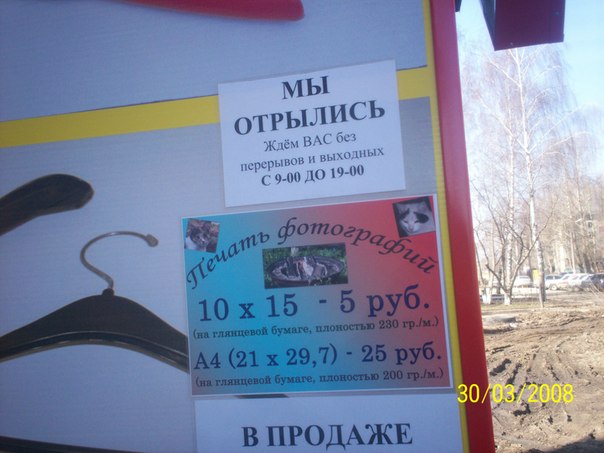 МЫ
ОТРЫЛИСЬ
Ждём ВАС без
перерывов и выходных
С 9-00 ДО 19-00
Печать фотографий
10 х 15 - 5 руб.
(на глянцевой бумаге, плоностью 230 гр./м.)
А4 (21 х 29,7) - 25 руб.
(на глянцевой бумаге, плоностью 200 гр./м.)
В ПРОДАЖЕ
30/03/2008